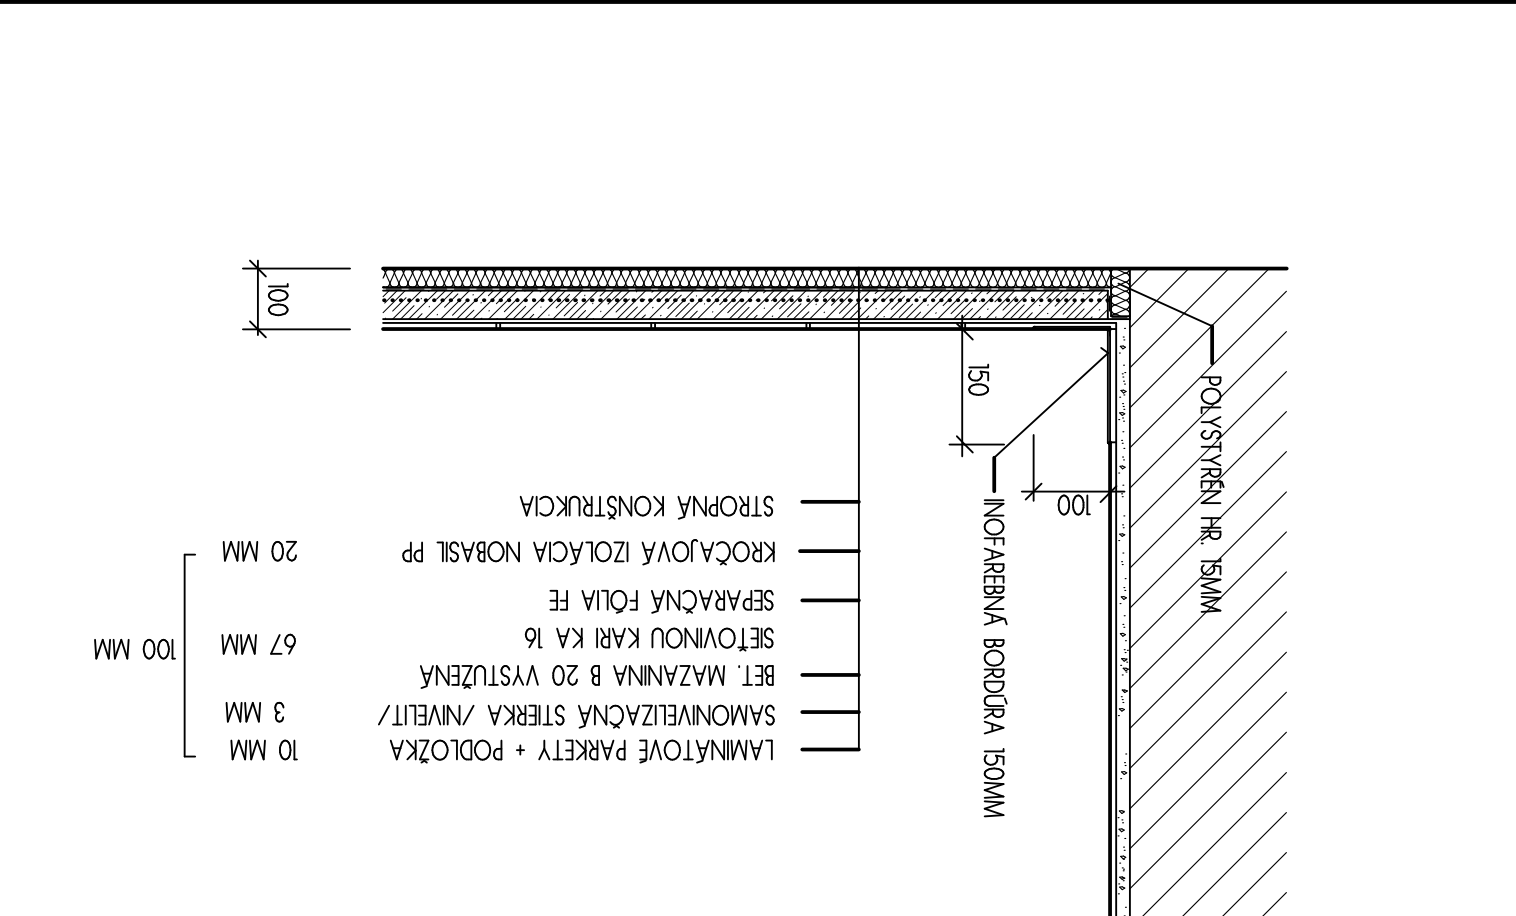 LAMINÁTOVÉ PARKETY + PODLOŽKA 10 MM
SAMONIVELIZAČNÁ STIERKA /NIVELIT/ 3 MM
BET. MAZANINA B 20 VYSTUŽENÁ
SIEŤOVINOU KARI KA 16 67 MM
SEPARAČNÁ FÓLIA FE
KROČAJOVÁ IZOLÁCIA NOBASIL PP 20 MM
STROPNÁ KONŠTRUKCIA
100 MM
INOFAREBNÁ BORDÚRA 150MM
POLYSTYRÉN HR. 15MM
100
150
100